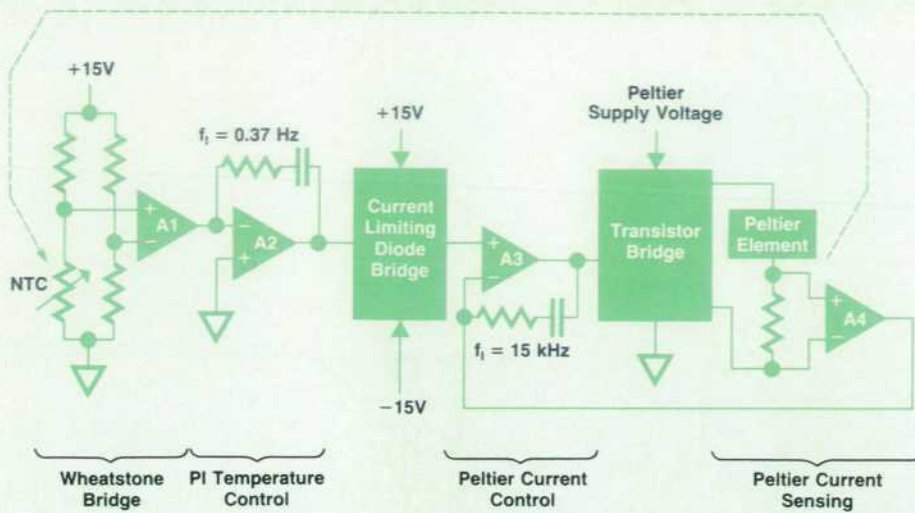 +15V
NTC
A1
f₁ = 0.37 Hz
A2
+15V
Current
Limiting
Diode
Bridge
−15V
A3
f₁ = 15 kHz
Peltier
Supply Voltage
Transistor
Bridge
Peltier
Element
A4
Wheatstone
Bridge
PI Temperature
Control
Peltier Current
Control
Peltier Current
Sensing